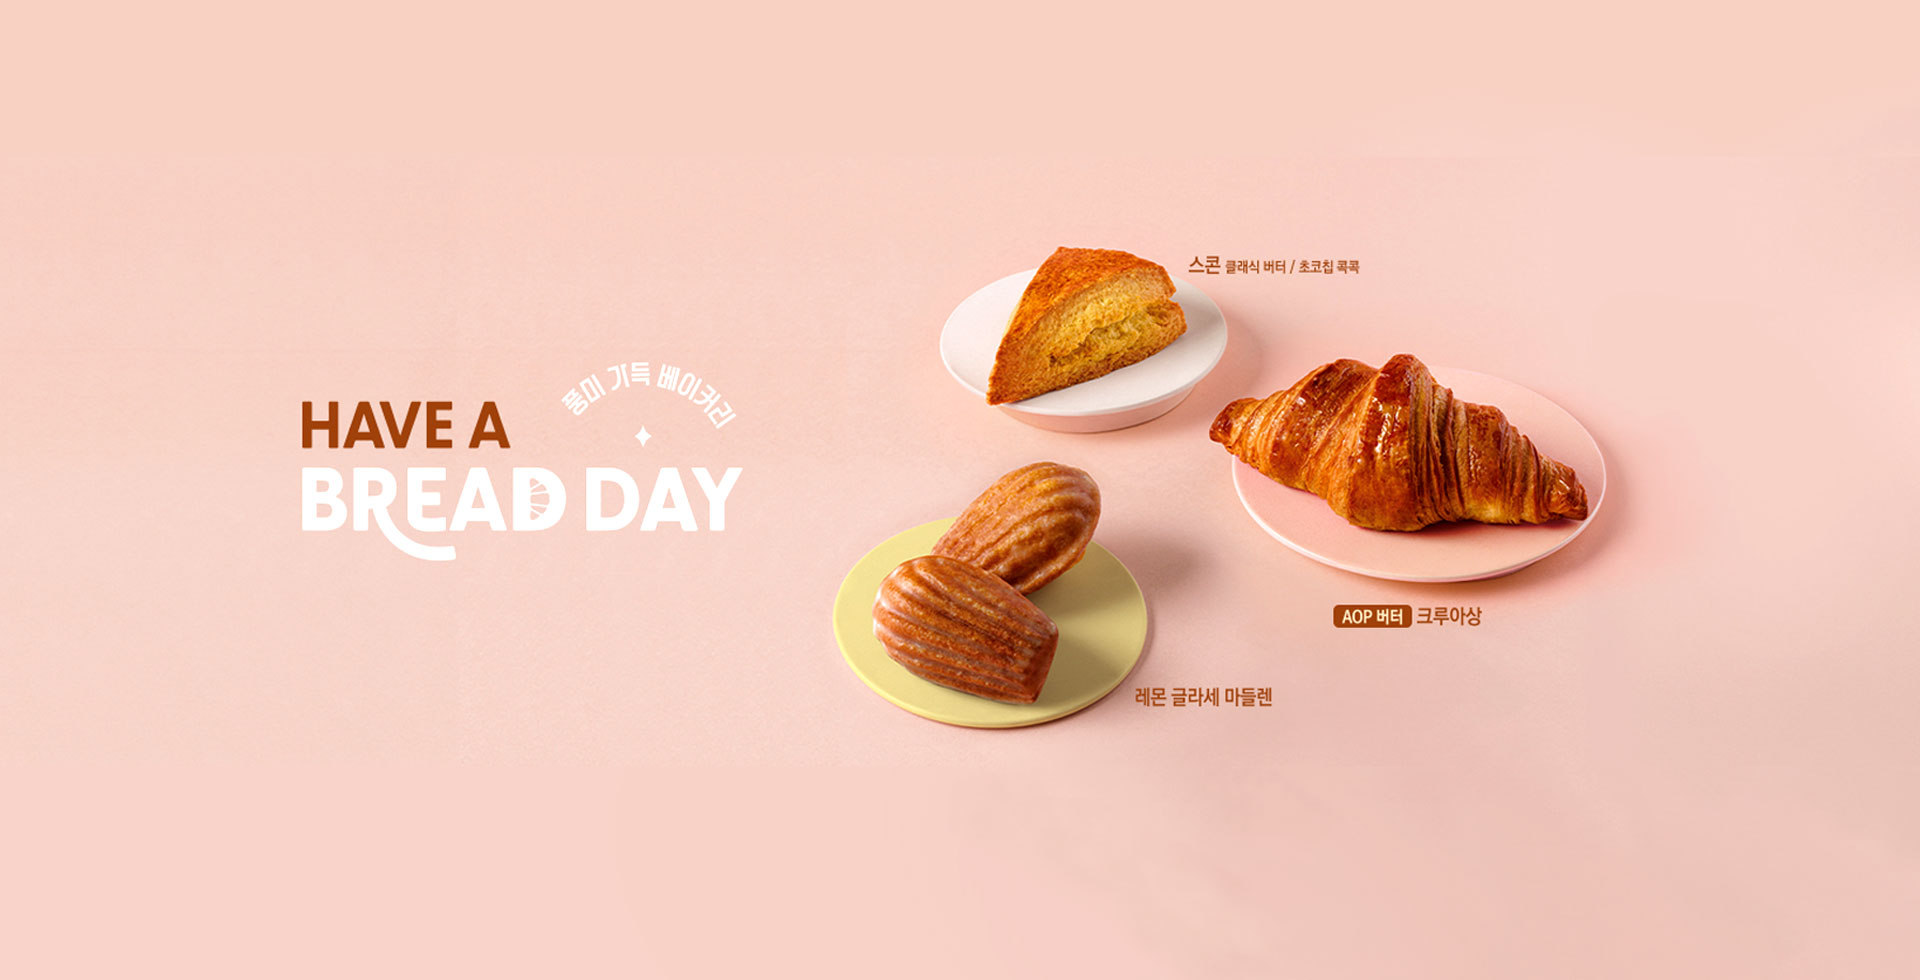 풍미 가득 베이커리
HAVE A
BREAD DAY
스콘 클래식 버터 / 초코칩 콕콕
AOP 버터 크루아상
레몬 글라세 마들렌